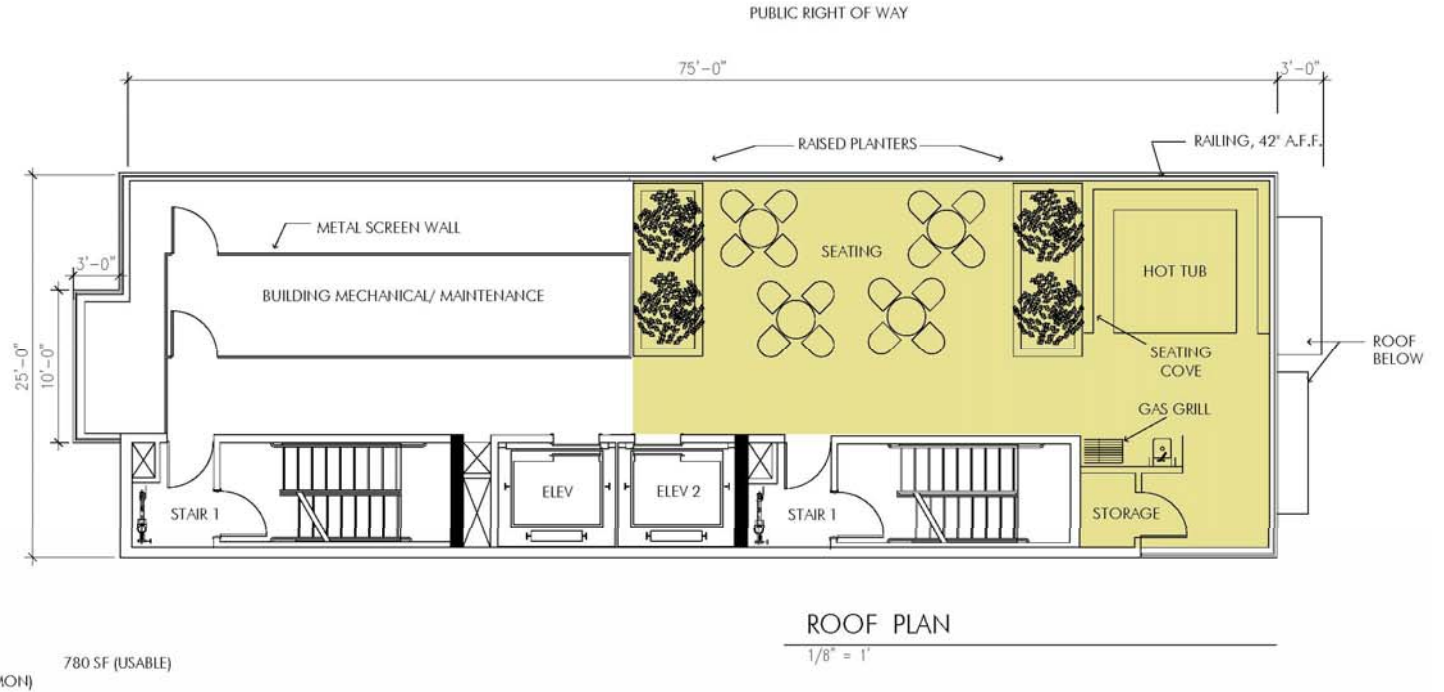 PUBLIC RIGHT OF WAY
75'-0"
3'-0"
RAISED PLANTERS
RAILING, 42" A.F.F.
METAL SCREEN WALL
SEATING
3'-0"
HOT TUB
BUILDING MECHANICAL/ MAINTENANCE
25'-0"
10'-0"
ROOF
BELOW
SEATING
COVE
GAS GRILL
ELEV
ELEV 2
STAIR 1
STAIR 1
STORAGE
ROOF PLAN
1/8" = 1'
780 SF (USABLE)